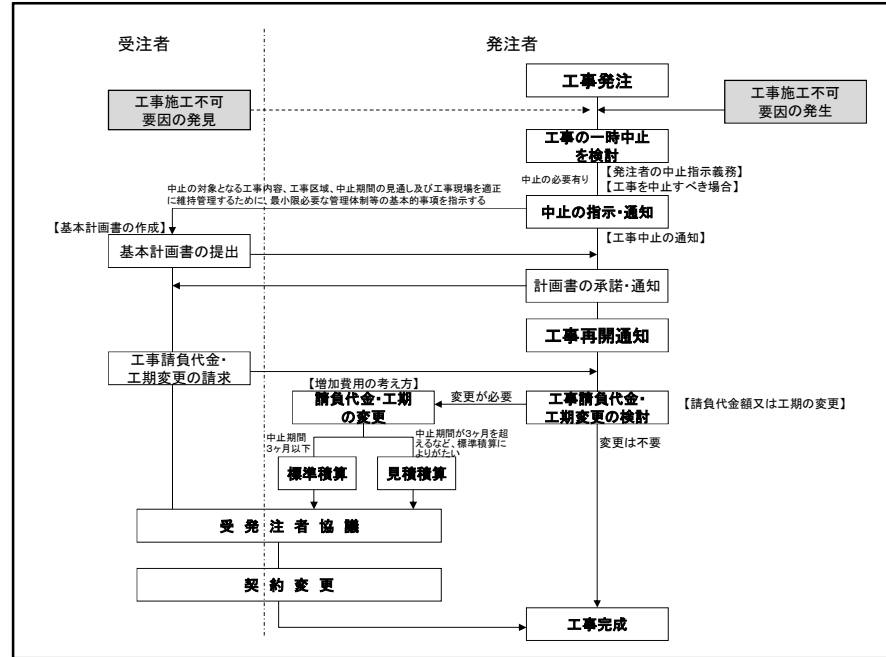 受注者
発注者
工事発注
工事施工不可
要因の発見
工事施工不可
要因の発生
工事の一時中止
を検討
中止の必要有り
【発注者の中止指示義務】
【工事を中止すべき場合】
中止の対象となる工事内容、工事区域、中止期間の見通し及び工事現場を適正
に維持管理するために、最小限必要な管理体制等の基本的事項を指示する
中止の指示・通知
【基本計画書の作成】
【工事中止の通知】
基本計画書の提出
計画書の承諾・通知
工事再開通知
工事請負代金・
工期変更の請求
【増加費用の考え方】
請負代金・工期
の変更
変更が必要
工事請負代金・
工期変更の検討
【請負代金額又は工期の変更】
中止期間
3ヶ月以下
中止期間が3ヶ月を超
えるなど、標準積算に
よりがたい
変更は不要
標準積算
見積積算
受発注者協議
契約変更
工事完成